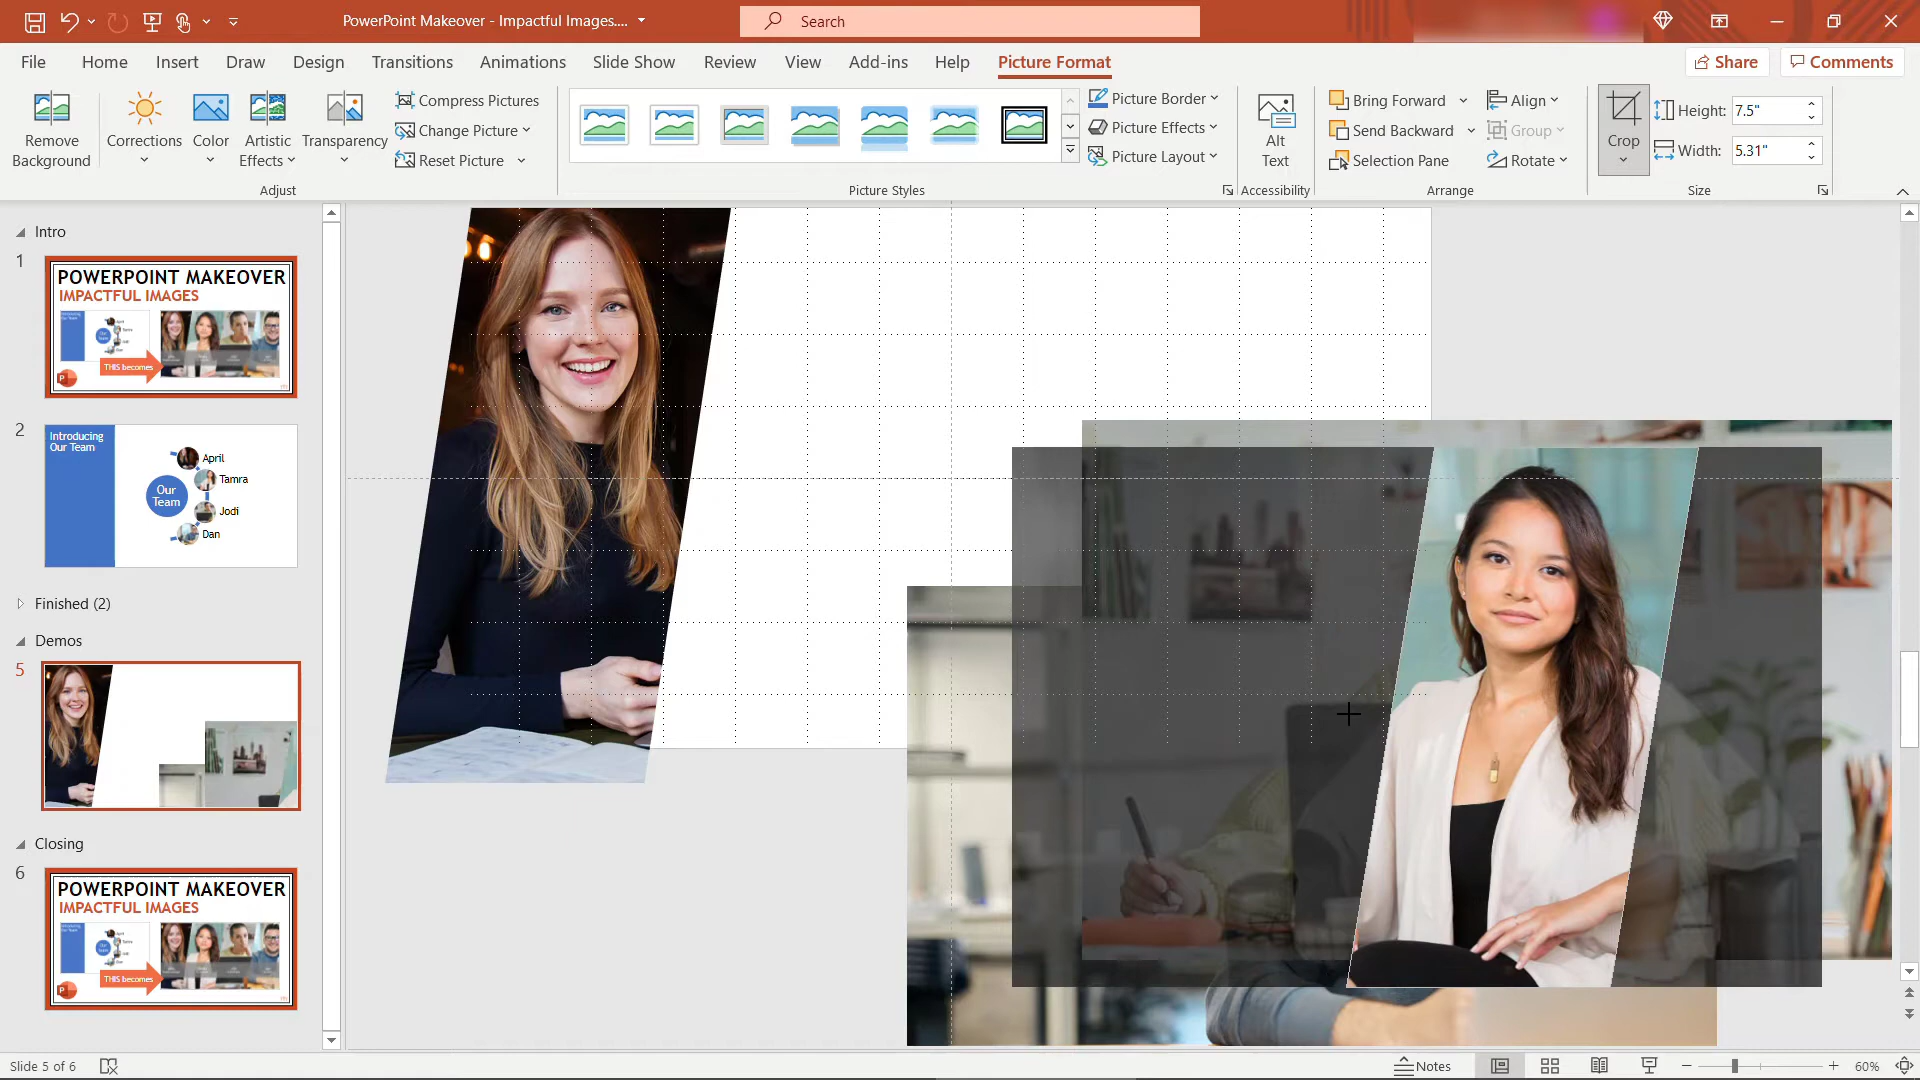 PowerPoint Makeover - Impactful Images....
Search
File
Home
Insert
Draw
Design
Transitions
Animations
Slide Show
Review
View
Add-ins
Help
Picture Format
Share
Comments
Remove
Background
Corrections
Color
Artistic
Effects
Transparency
Compress Pictures
Change Picture
Reset Picture
Adjust
Picture Styles
Picture Border
Picture Effects
Picture Layout
Alt
Text
Accessibility
Bring Forward
Send Backward
Selection Pane
Align
Group
Rotate
Arrange
Crop
Height: 7.5"
Width: 5.31"
Size
Intro
1
POWERPOINT MAKEOVER
IMPACTFUL IMAGES
THIS becomes
2
Introducing
Our Team
Our
Team
April
Tamra
Jodi
Dan
Finished (2)
Demos
5
Closing
6
POWERPOINT MAKEOVER
IMPACTFUL IMAGES
THIS becomes
Slide 5 of 6
Notes
60%